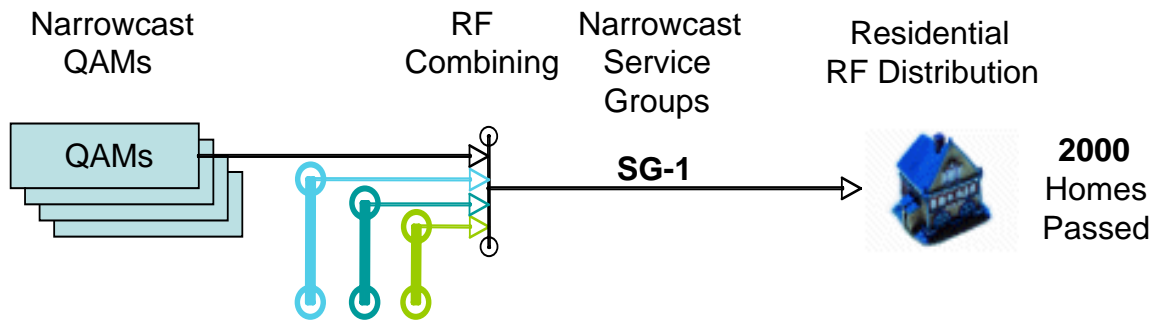 Narrowcast
QAMs
RF
Combining
Narrowcast
Service
Groups
Residential
RF Distribution
QAMs
SG-1
2000
Homes
Passed